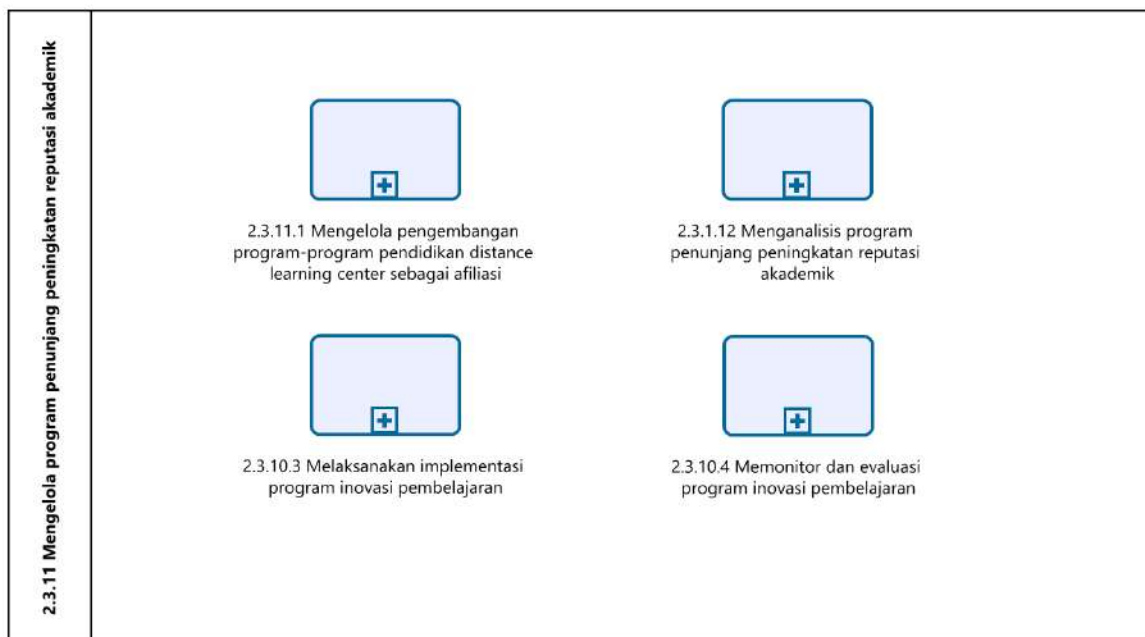 2.3.11 Mengelola program penunjang peningkatan reputasi akademik
2.3.11.1 Mengelola pengembangan
program-program pendidikan distance
learning center sebagai afiliasi
2.3.1.12 Menganalisis program
penunjang peningkatan reputasi
akademik
2.3.10.3 Melaksanakan implementasi
program inovasi pembelajaran
2.3.10.4 Memonitor dan evaluasi
program inovasi pembelajaran